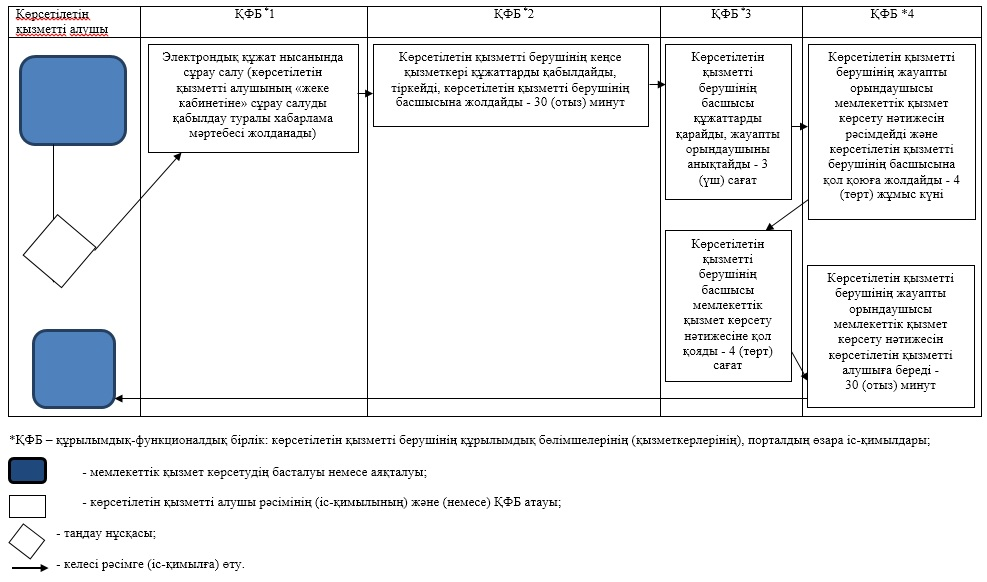 Көрсетілетін
қызметті алушы
ҚФБ *1
ҚФБ *2
ҚФБ *3
ҚФБ *4
Электрондық құжат нысанында
сұрау салу (көрсетілетін
қызметті алушының «жеке
кабинетіне» сұрау салуды
қабылдау туралы хабарлама
мәртебесі жолданады)
Көрсетілетін қызметті берушінің кеңсе
қызметкері құжаттарды қабылдайды,
тіркейді, көрсетілетін қызметті берушінің
басшысына жолдайды - 30 (отыз) минут
Көрсетілетін
қызметті
берушінің
басшысы
құжаттарды
қарайды, жауапты
орындаушыны
анықтайды - 3
(үш) сағат
Көрсетілетін қызметті
берушінің жауапты
орындаушысы
мемлекеттік қызмет
көрсету нәтижесін
рәсімдейді және
көрсетілетін қызметті
берушінің басшысына
қол қоюға жолдайды - 4
(төрт) жұмыс күні
Көрсетілетін
қызметті
берушінің
басшысы
мемлекеттік
қызмет көрсету
нәтижесіне қол
қояды - 4 (төрт)
сағат
Көрсетілетін қызметті
берушінің жауапты
орындаушысы
мемлекеттік қызмет
көрсету нәтижесін
көрсетілетін қызметті
алушыға береді -
30 (отыз) минут
*ҚФБ – құрылымдық-функционалдық бірлік: көрсетілетін қызметті берушінің құрылымдық бөлімшелерінің (қызметкерлерінің), порталдың өзара іс-қимылдары;
- мемлекеттік қызмет көрсетудің басталуы немесе аяқталуы;
- көрсетілетін қызметті алушы рәсімінің (іс-қимылының) және (немесе) ҚФБ атауы;
- таңдау нұсқасы;
- келесі рәсімге (іс-қимылға) өту.